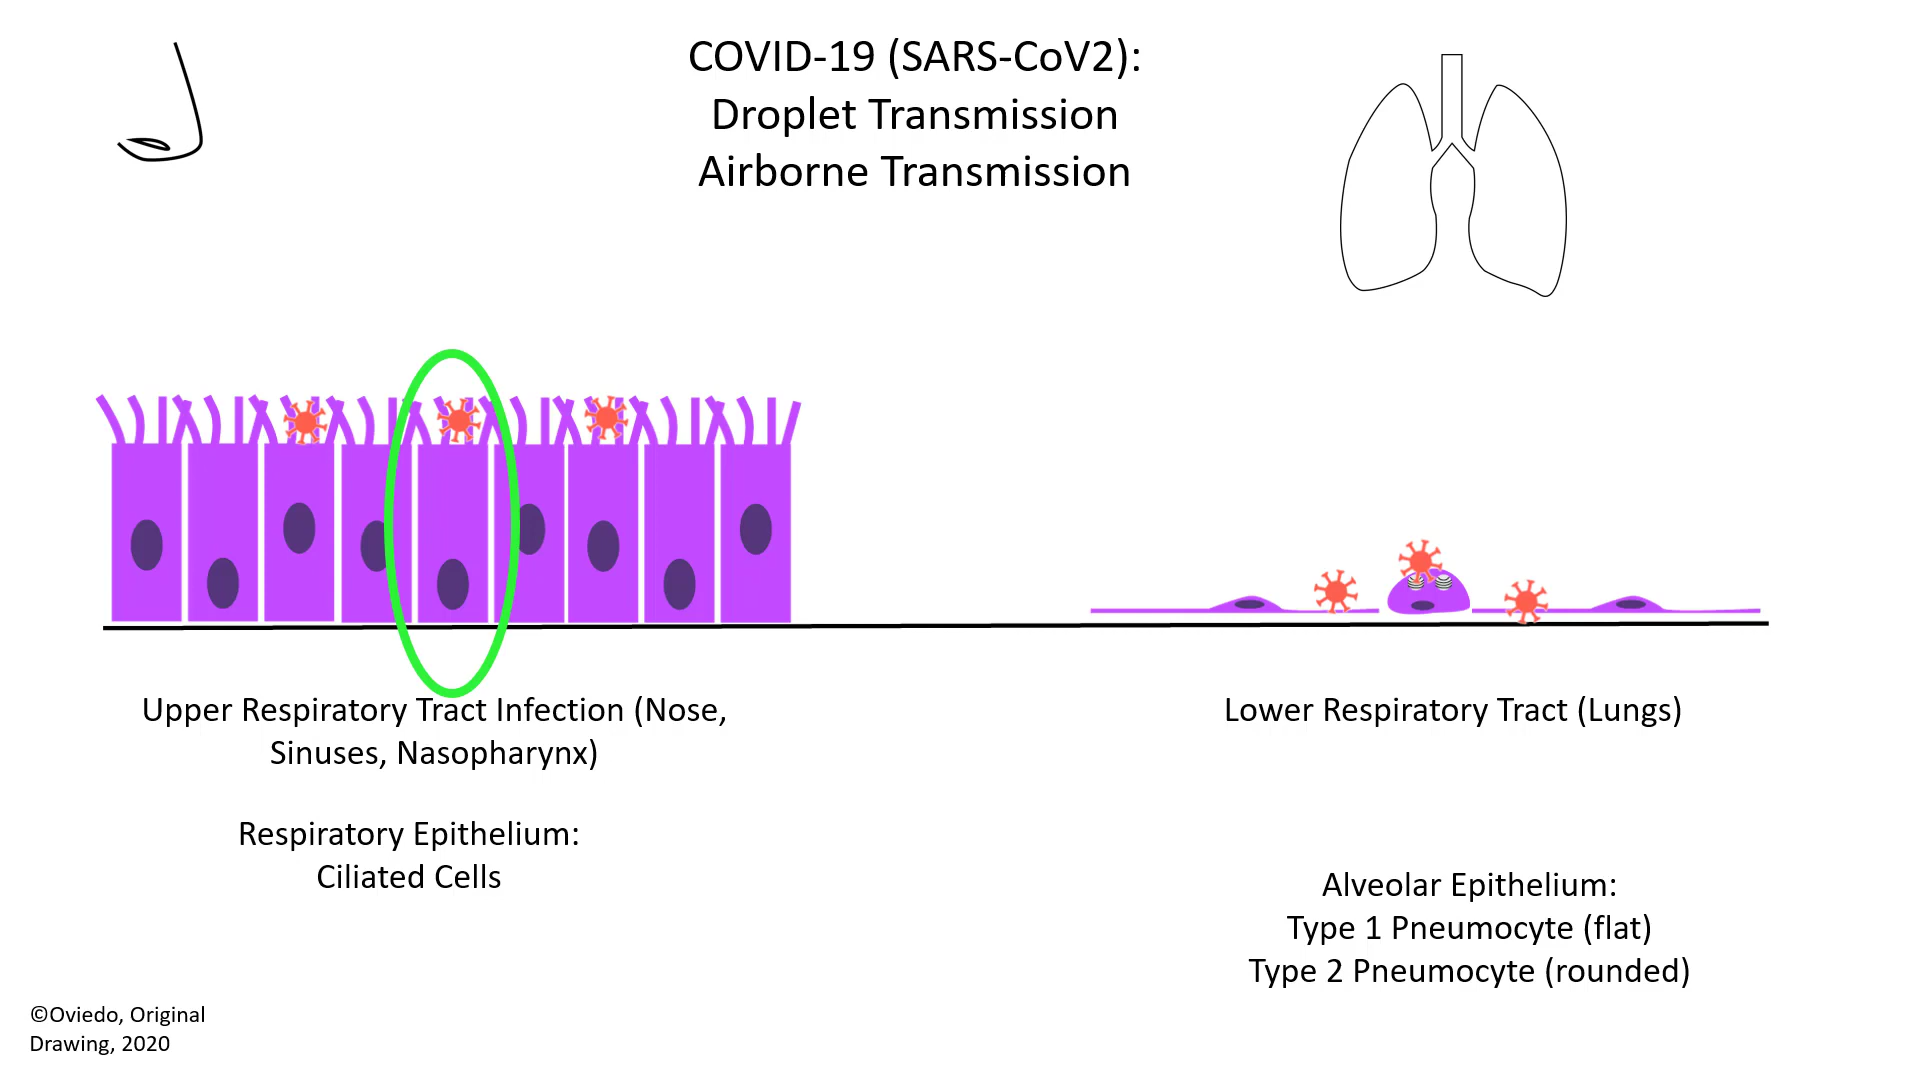 COVID-19 (SARS-CoV2):
Droplet Transmission
Airborne Transmission
Upper Respiratory Tract Infection (Nose,
Sinuses, Nasopharynx)
Respiratory Epithelium:
Ciliated Cells
Lower Respiratory Tract (Lungs)
Alveolar Epithelium:
Type 1 Pneumocyte (flat)
Type 2 Pneumocyte (rounded)
©Oviedo, Original
Drawing, 2020